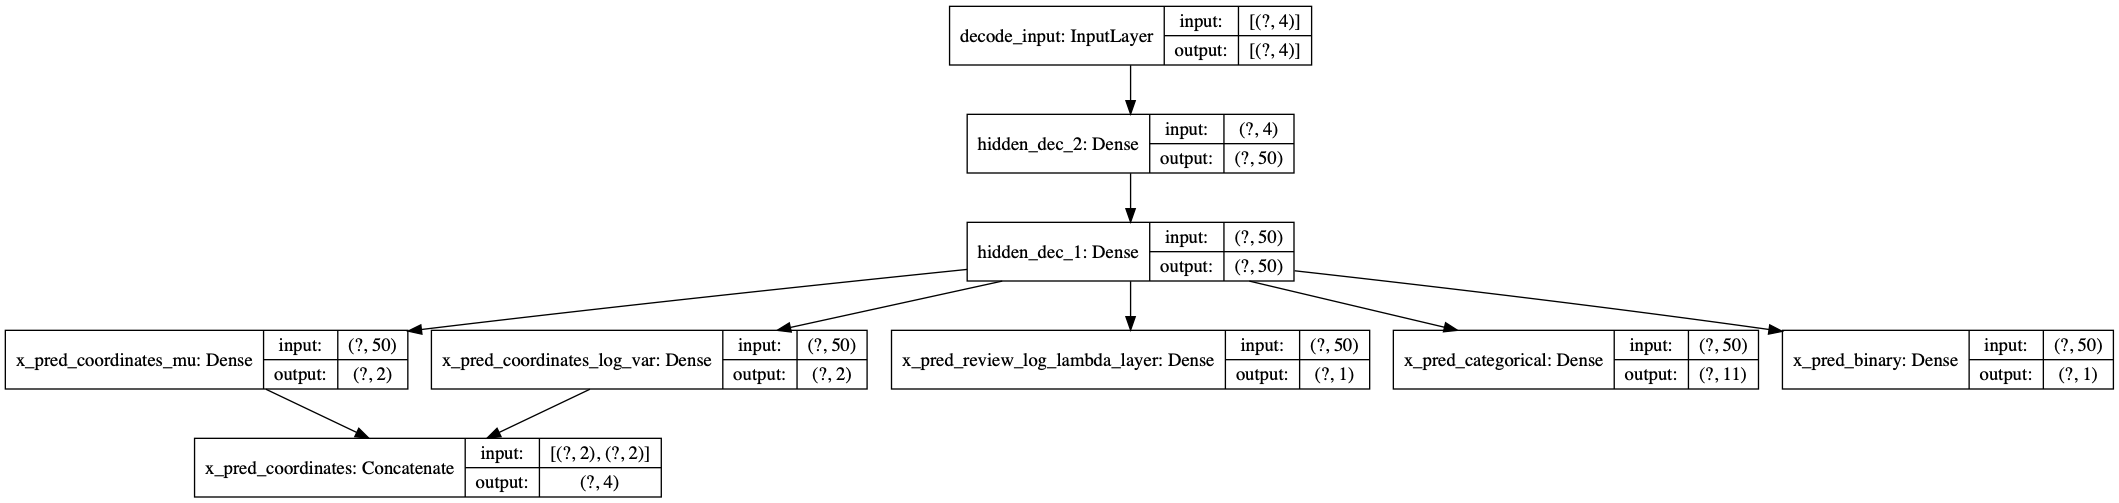 decode_input: InputLayer
input: [(?, 4)]
output: [(?, 4)]
hidden_dec_2: Dense
input: (?, 4)
output: (?, 50)
hidden_dec_1: Dense
input: (?, 50)
output: (?, 50)
x_pred_coordinates_mu: Dense
input: (?, 50)
output: (?, 2)
x_pred_coordinates_log_var: Dense
input: (?, 50)
output: (?, 2)
x_pred_review_log_lambda_layer: Dense
input: (?, 50)
output: (?, 1)
x_pred_categorical: Dense
input: (?, 50)
output: (?, 11)
x_pred_binary: Dense
input: (?, 50)
output: (?, 1)
x_pred_coordinates: Concatenate
input: [(?, 2), (?, 2)]
output: (?, 4)